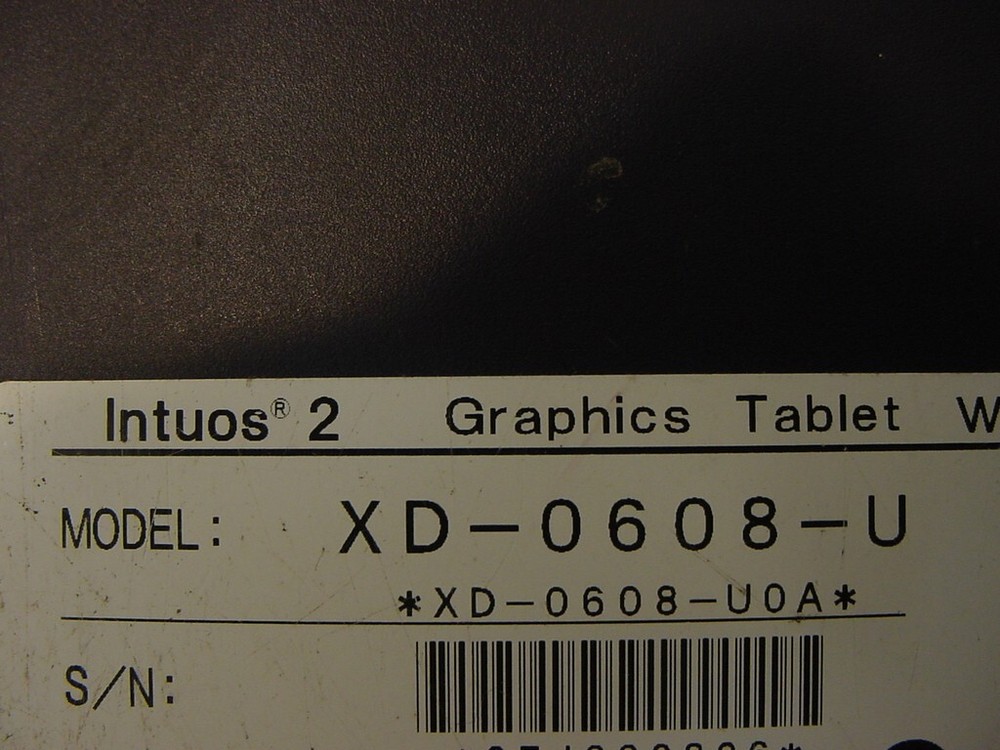 Intuos® 2 Graphics Tablet
MODEL: XD-0608-U
*XD-0608-U0A*
S/N: